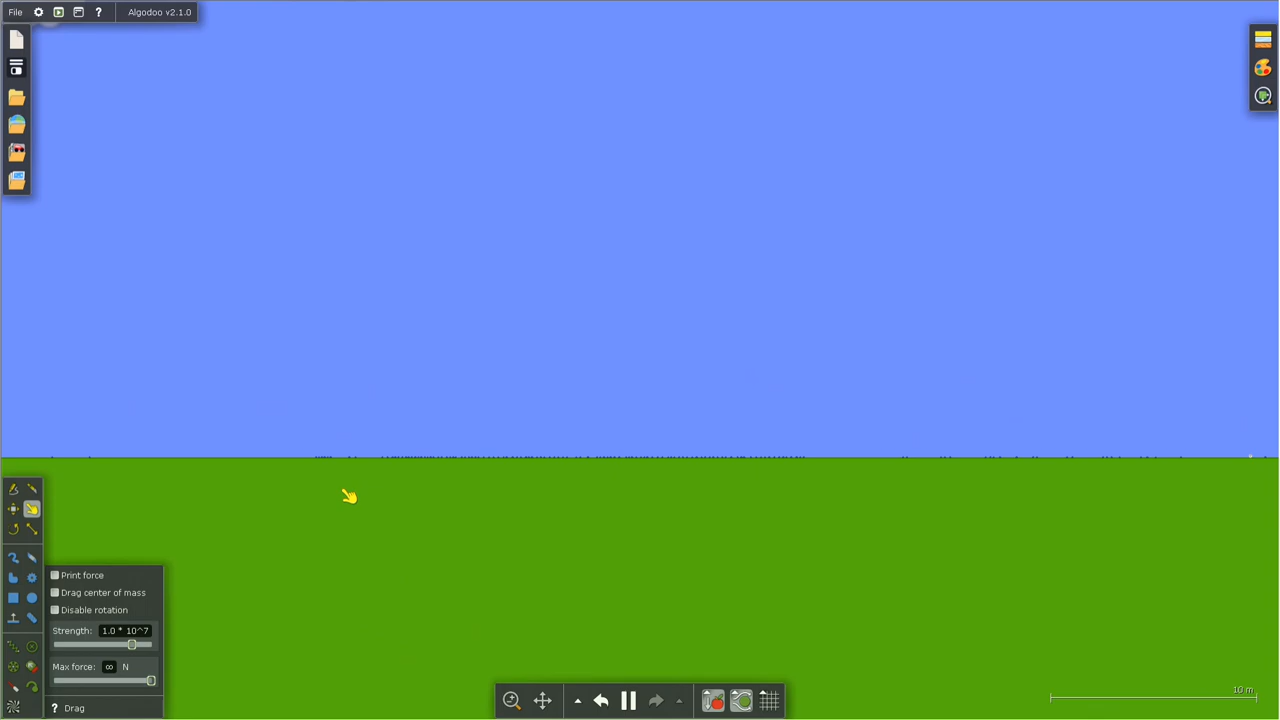 File ? Algodoo v2.1.0
Print force
Drag center of mass
Disable rotation
Strength: 1.0 * 10^7
Max force: ∞ N
? Drag
10 m